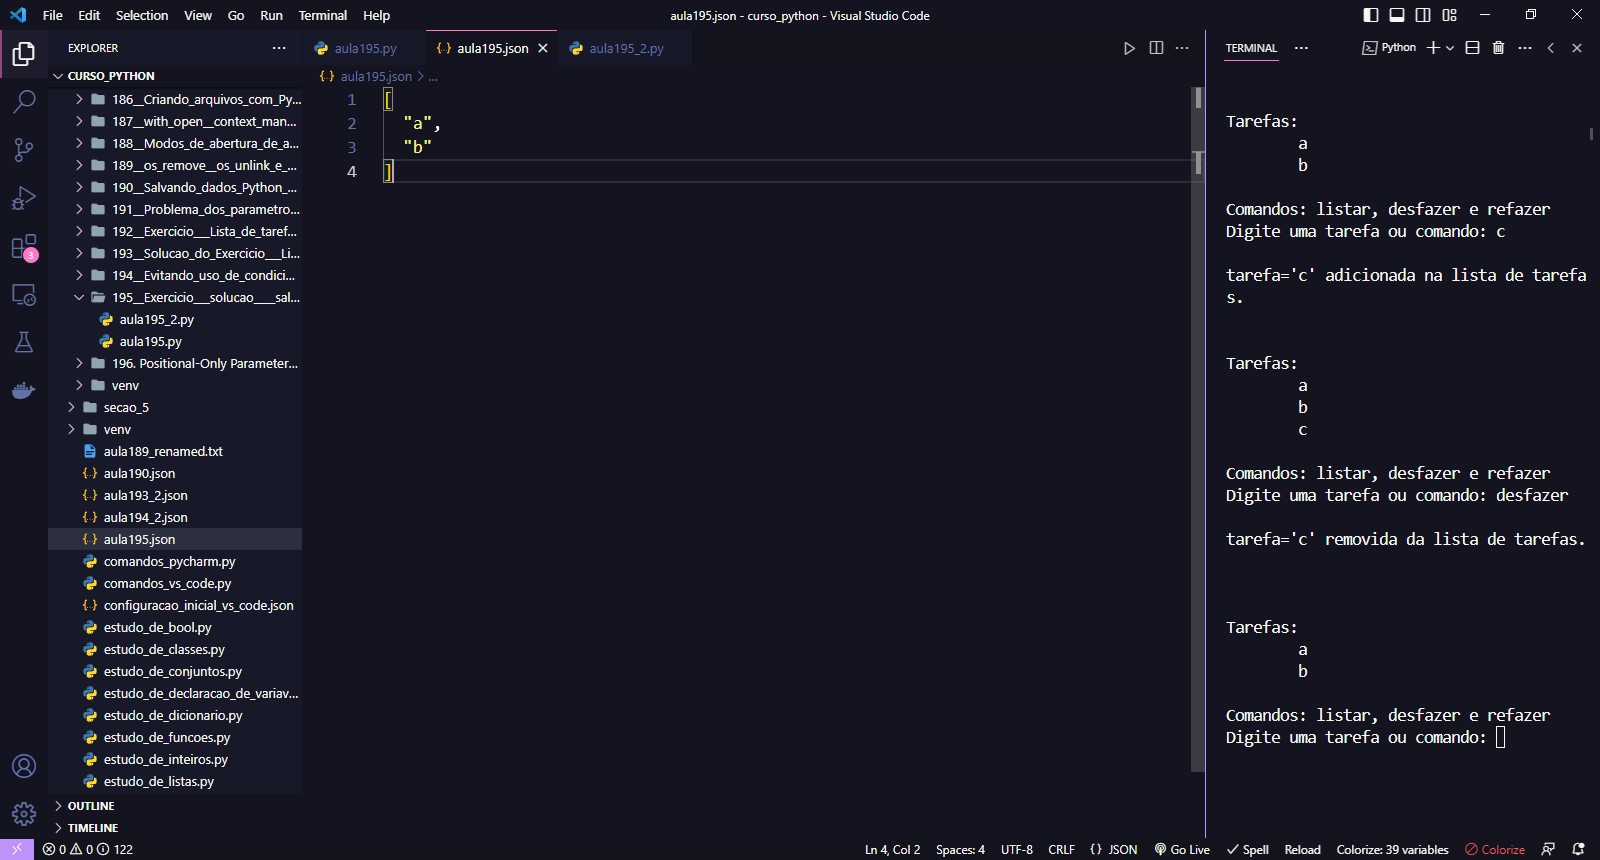 File Edit Selection View Go Run Terminal Help
aula195.json - curso_python - Visual Studio Code
EXPLORER
CURSO_PYTHON
186__Criando_arquivos_com_Py...
187__with_open__context_man...
188__Modos_de_abertura_de_a...
189__os_remove__os_unlink_e_...
190__Salvando_dados_Python_...
191__Problema_dos_parametro...
192__Exercicio___Lista_de_taref...
193__Solucao_do_Exercicio___Li...
194__Evitando_uso_de_condici...
195__Exercicio___solucao____sal...
aula195_2.py
aula195.py
196. Positional-Only Parameter...
venv
secao_5
venv
aula189_renamed.txt
aula190.json
aula193_2.json
aula194_2.json
aula195.json
comandos_pycharm.py
comandos_vs_code.py
configuracao_inicial_vs_code.json
estudo_de_bool.py
estudo_de_classes.py
estudo_de_conjuntos.py
estudo_de_declaracao_de_variav...
estudo_de_dicionario.py
estudo_de_funcoes.py
estudo_de_inteiros.py
estudo_de_listas.py
OUTLINE
TIMELINE
3
aula195.py
aula195.json
aula195_2.py
aula195.json > ...
1 [
2 "a",
3 "b"
4 ]
TERMINAL
Python
Tarefas:
a
b
Comandos: listar, desfazer e refazer
Digite uma tarefa ou comando: c
tarefa='c' adicionada na lista de tarefa
s.
Tarefas:
a
b
c
Comandos: listar, desfazer e refazer
Digite uma tarefa ou comando: desfazer
tarefa='c' removida da lista de tarefas.
Tarefas:
a
b
Comandos: listar, desfazer e refazer
Digite uma tarefa ou comando:
0 0 122
Ln 4, Col 2 Spaces: 4 UTF-8 CRLF {} JSON Go Live Spell Reload Colorize: 39 variables Colorize